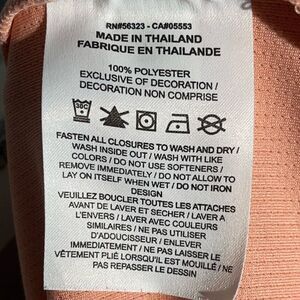 RN#56323 - CA#05553
MADE IN THAILAND
FABRIQUE EN THAILANDE
100% POLYESTER
EXCLUSIVE OF DECORATION /
DECORATION NON COMPRISE
FASTEN ALL CLOSURES TO WASH AND DRY /
WASH INSIDE OUT / WASH WITH LIKE
COLORS / DO NOT USE SOFTENERS /
REMOVE IMMEDIATELY / DO NOT ALLOW TO
LAY ON ITSELF WHEN WET / DO NOT IRON
DESIGN
VEUILLEZ BOUCLER TOUTES LES ATTACHES
AVANT DE LAVER ET SECHER / LAVER A
L'ENVERS / LAVER AVEC COULEURS
SIMILAIRES / NE PAS UTILISER
D'ADOUCISSEUR / ENLEVER
IMMEDIATEMENT / NE LAISSER LE
VÊTEMENT PLIÉ LORSQU'IL EST MOUILLÉ / NE
PAS REPASSER LE DESSIN